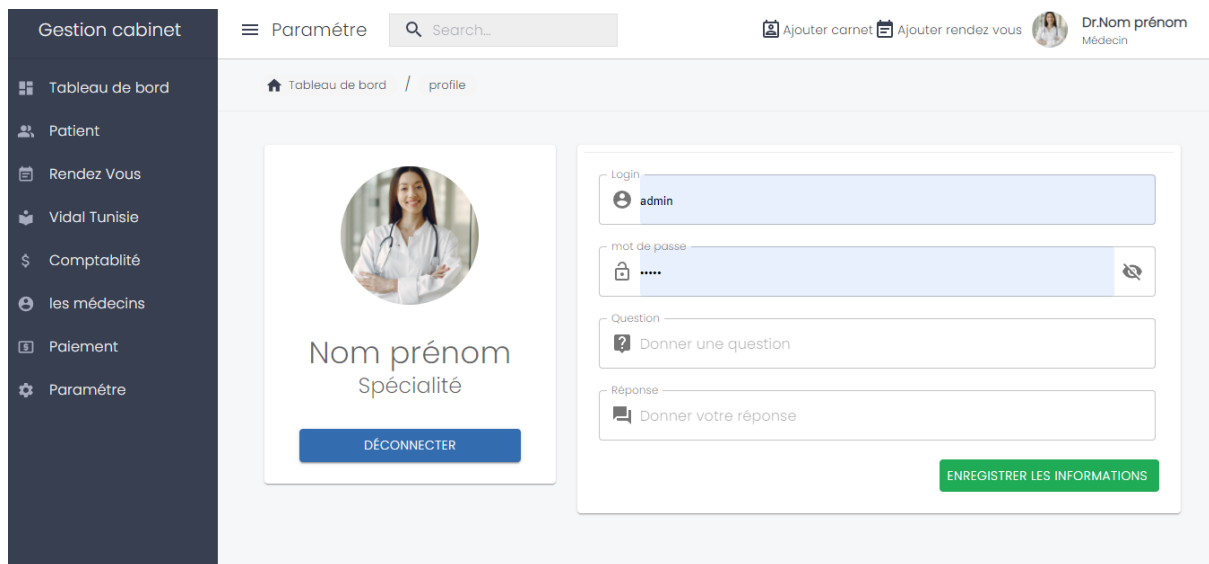 Gestion cabinet
Paramétre
Search...
Ajouter carnet
Ajouter rendez vous
Dr.Nom prénom
Médecin
Tableau de bord
Patient
Rendez Vous
Vidal Tunisie
Comptablité
les médecins
Paiement
Paramétre
Tableau de bord / profile
Nom prénom
Spécialité
DÉCONNECTER
Login
admin
mot de passe
•••••
Question
Donner une question
Réponse
Donner votre réponse
ENREGISTRER LES INFORMATIONS